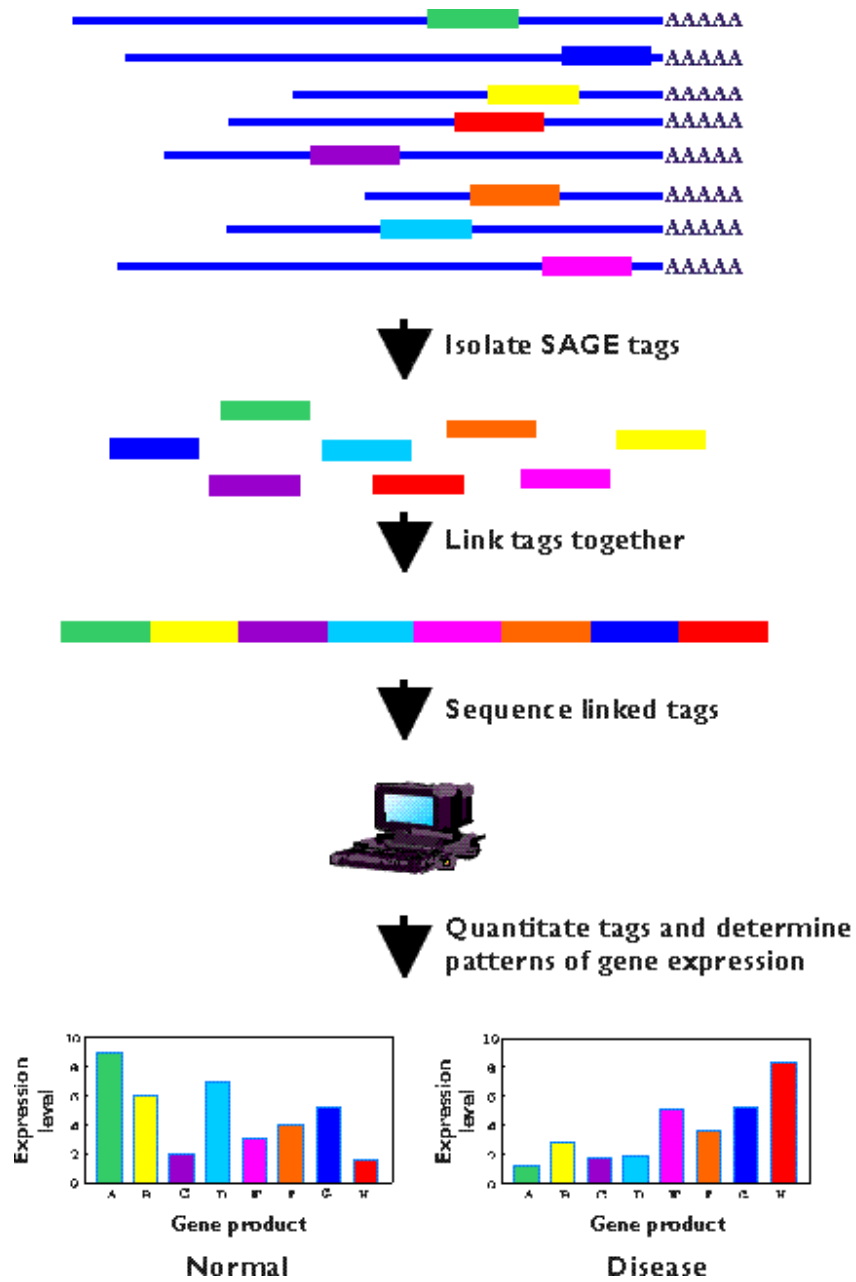 AAAAA
AAAAA
AAAAA
AAAAA
AAAAA
AAAAA
AAAAA
AAAAA
Isolate SAGE tags
Link tags together
Sequence linked tags
Quantitate tags and determine
patterns of gene expression
Expression
level
10
8
6
4
2
0
A B C D E F G H
Gene product
Normal
Expression
level
10
8
6
4
2
0
A B C D E F G H
Gene product
Disease